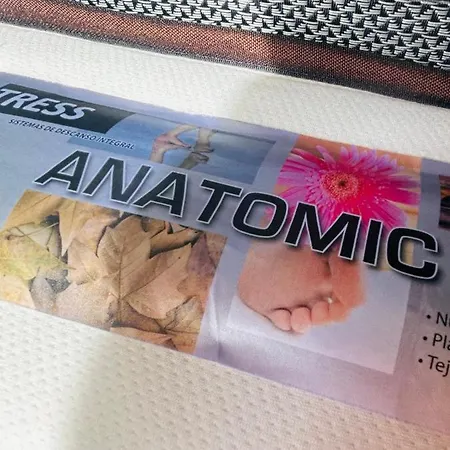 TRESS
SISTEMAS DE DESCANSO INTEGRAL
ANATOMIC